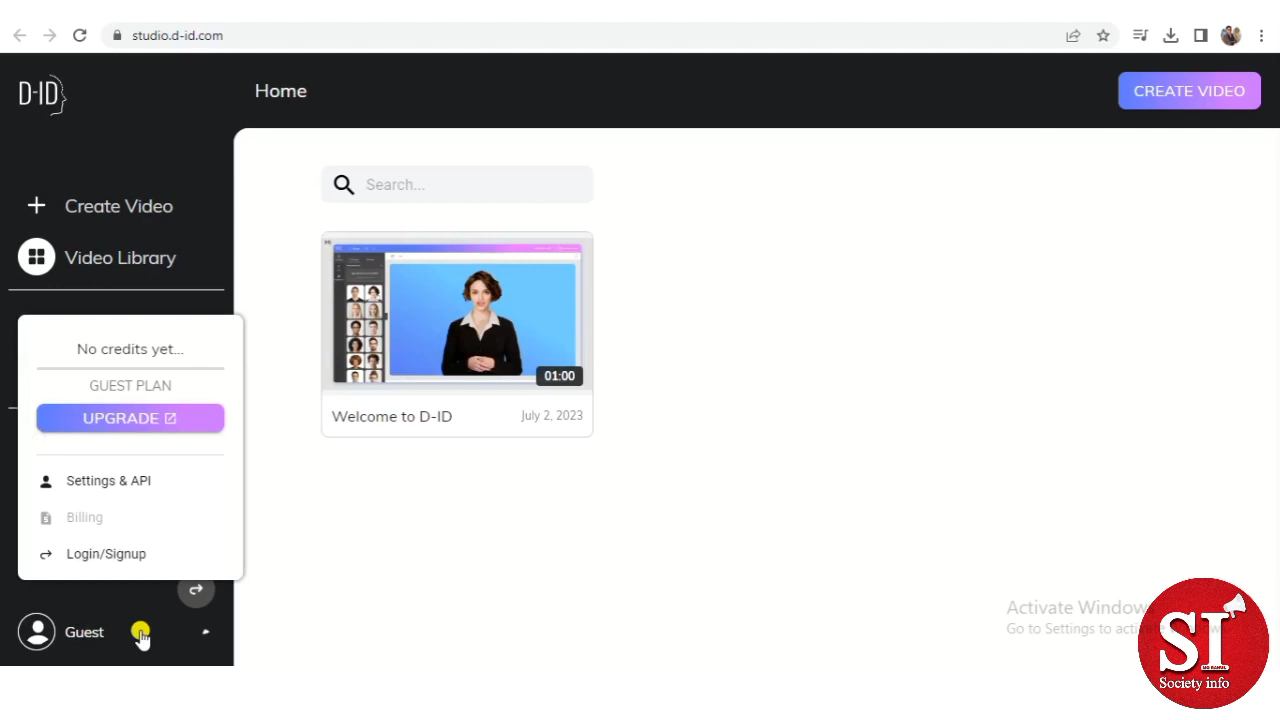 studio.d-id.com
D-ID
Home
CREATE VIDEO
Create Video
Video Library
Search...
01:00
Welcome to D-ID
July 2, 2023
No credits yet...
GUEST PLAN
UPGRADE
Settings & API
Billing
Login/Signup
Guest
Activate Window
Go to Settings to
SI
Society info